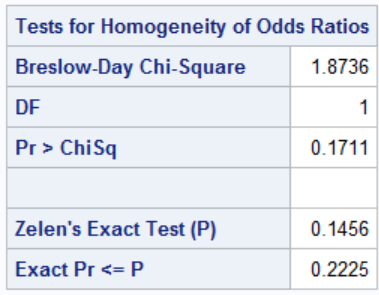 Tests for Homogeneity of Odds Ratios
Breslow-Day Chi-Square 1.8736
DF 1
Pr > ChiSq 0.1711
Zelen's Exact Test (P) 0.1456
Exact Pr <= P 0.2225